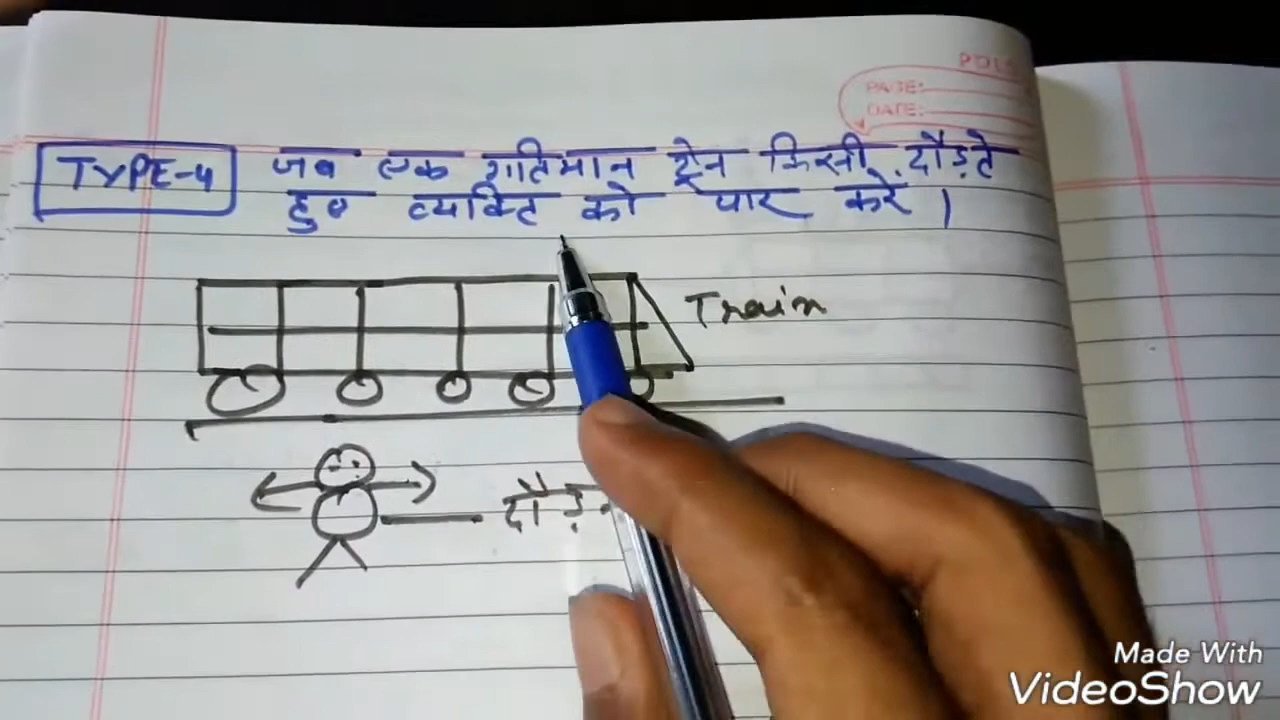 PAGE:
DATE:
TYPE-4 जब एक गतिमान ट्रेन किसी दौड़ते
हुए व्यक्ति को पार करें।
Train
Made With
VideoShow